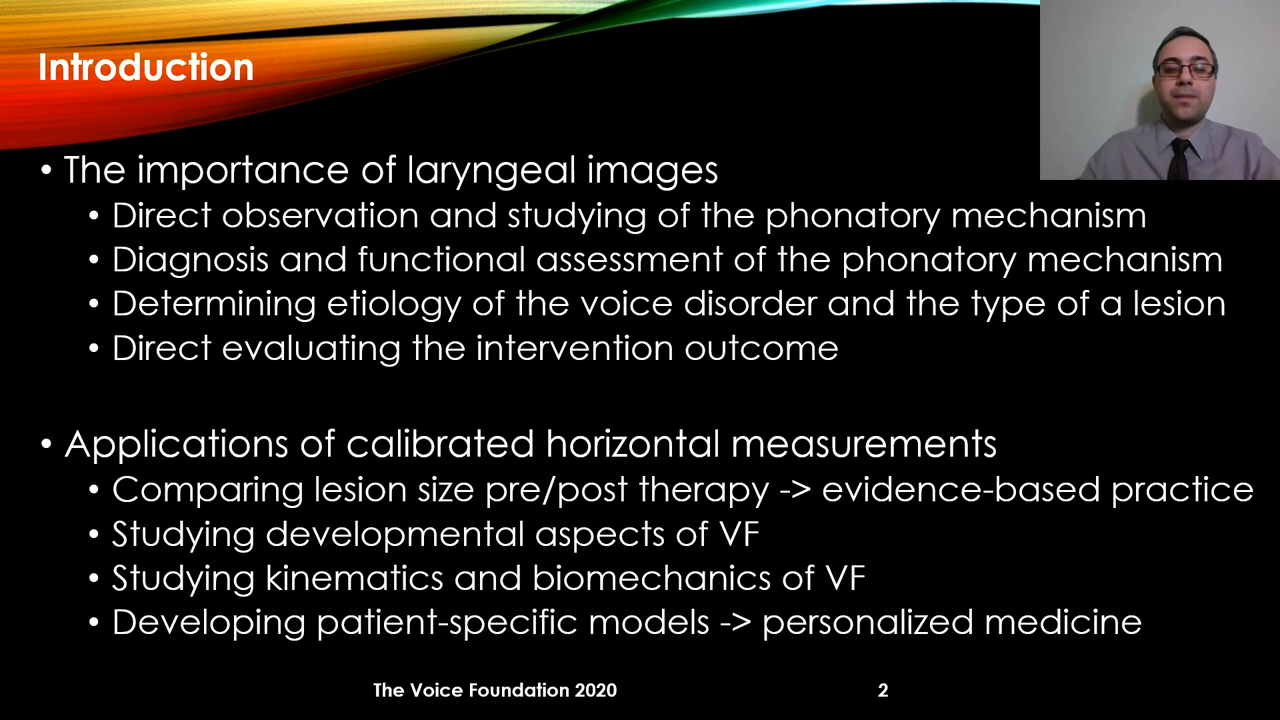 Introduction
• The importance of laryngeal images
• Direct observation and studying of the phonatory mechanism
• Diagnosis and functional assessment of the phonatory mechanism
• Determining etiology of the voice disorder and the type of a lesion
• Direct evaluating the intervention outcome
• Applications of calibrated horizontal measurements
• Comparing lesion size pre/post therapy -> evidence-based practice
• Studying developmental aspects of VF
• Studying kinematics and biomechanics of VF
• Developing patient-specific models -> personalized medicine
The Voice Foundation 2020
2